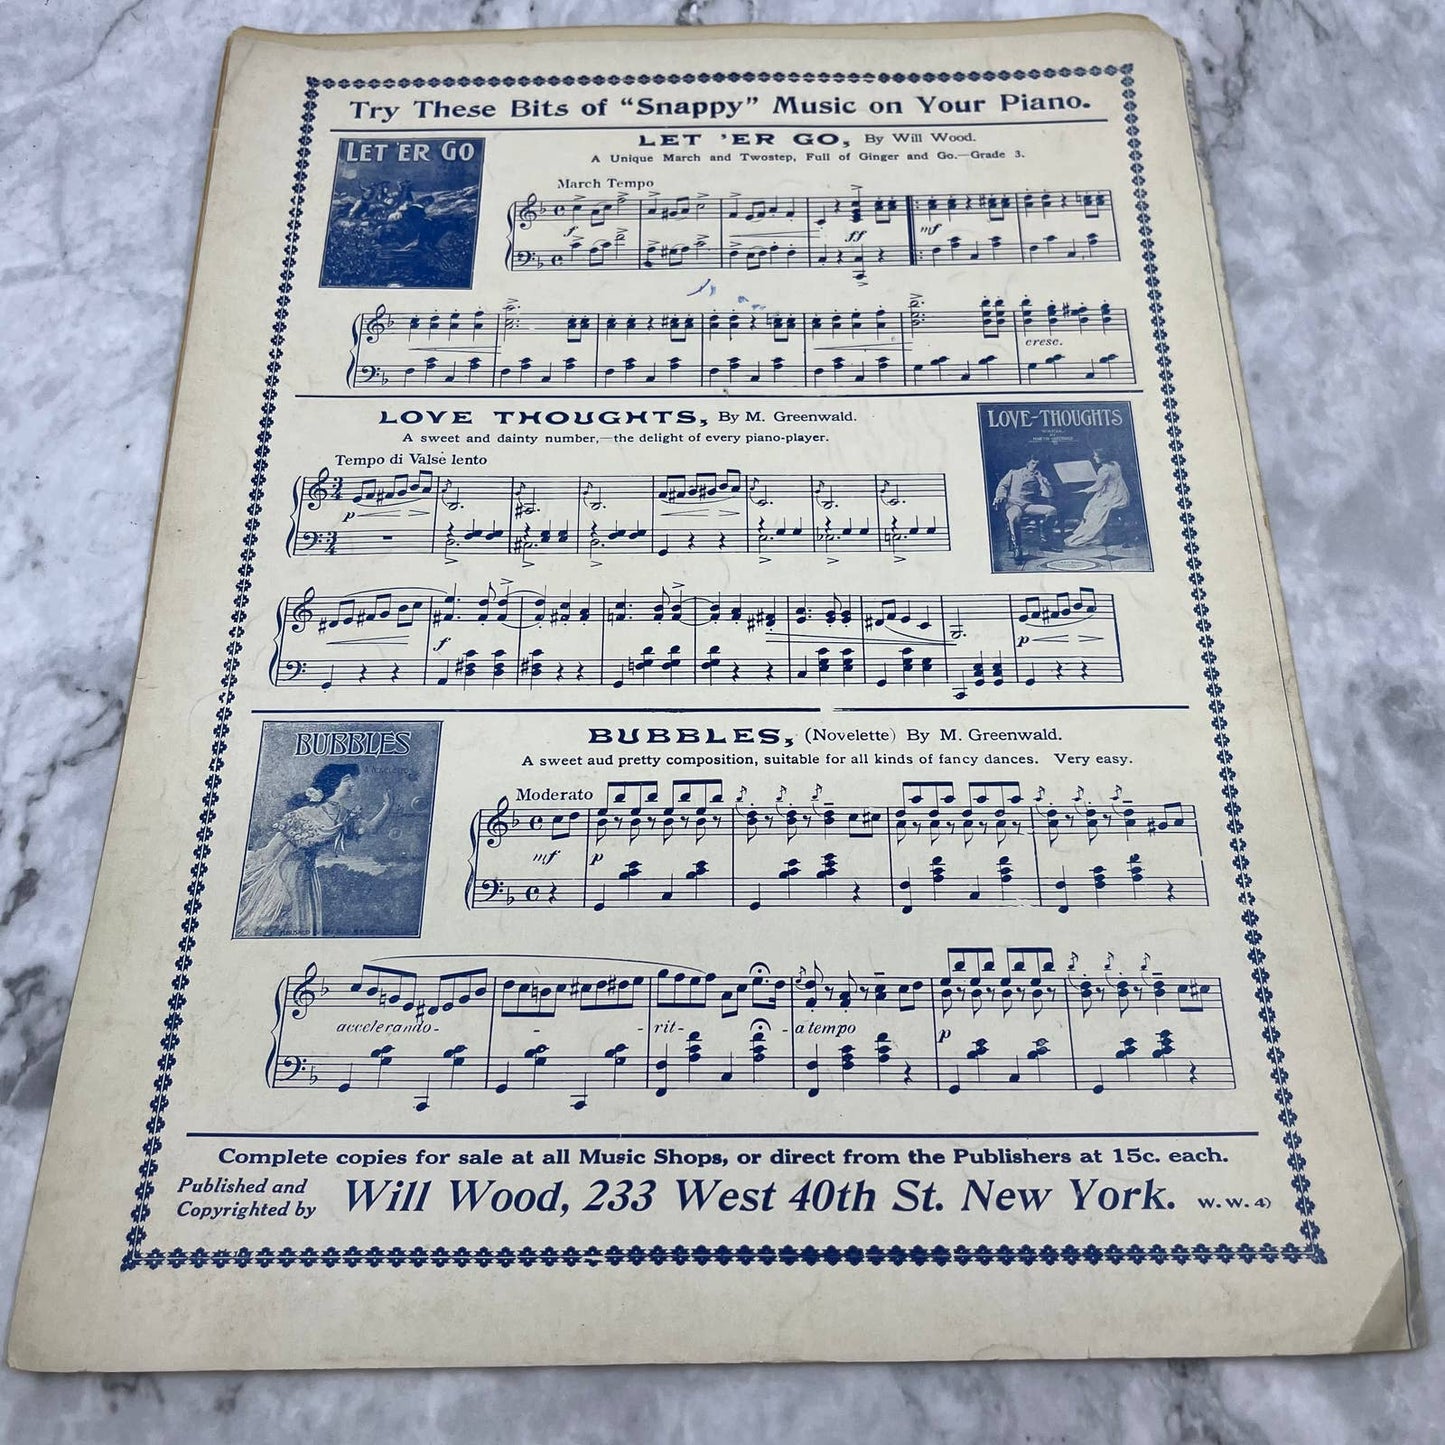 Try These Bits of “Snappy” Music on Your Piano.
LET 'ER GO
LET 'ER GO, By Will Wood.
A Unique March and Twostep, Full of Ginger and Go.—Grade 3.
March Tempo
f
ff
mf
cresc.
LOVE THOUGHTS, By M. Greenwald.
A sweet and dainty number,—the delight of every piano-player.
LOVE-THOUGHTS
Tempo di Valse lento
p
f
p
BUBBLES
BUBBLES, (Novelette) By M. Greenwald.
A sweet aud pretty composition, suitable for all kinds of fancy dances. Very easy.
Moderato
mf
p
accelerando- - - rit- - a tempo
p
Complete copies for sale at all Music Shops, or direct from the Publishers at 15c. each.
Published and
Copyrighted by
Will Wood, 233 West 40th St. New York. W. W. 4)